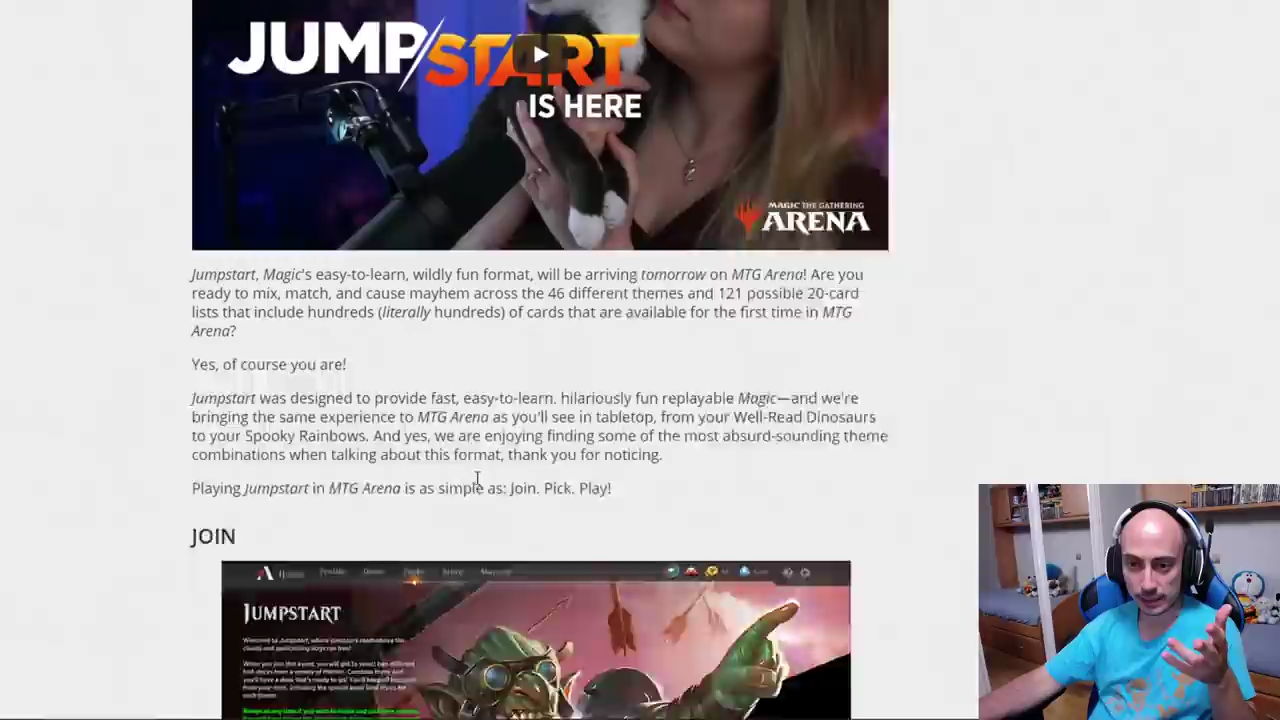 JUMP/START
IS HERE
MAGIC THE GATHERING
ARENA
Jumpstart, Magic's easy-to-learn, wildly fun format, will be arriving tomorrow on MTG Arena! Are you
ready to mix, match, and cause mayhem across the 46 different themes and 121 possible 20-card
lists that include hundreds (literally hundreds) of cards that are available for the first time in MTG
Arena?
Yes, of course you are!
Jumpstart was designed to provide fast, easy-to-learn. hilariously fun replayable Magic—and we're
bringing the same experience to MTG Arena as you'll see in tabletop, from your Well-Read Dinosaurs
to your Spooky Rainbows. And yes, we are enjoying finding some of the most absurd-sounding theme
combinations when talking about this format, thank you for noticing.
Playing Jumpstart in MTG Arena is as simple as: Join. Pick. Play!
JOIN
JUMPSTART